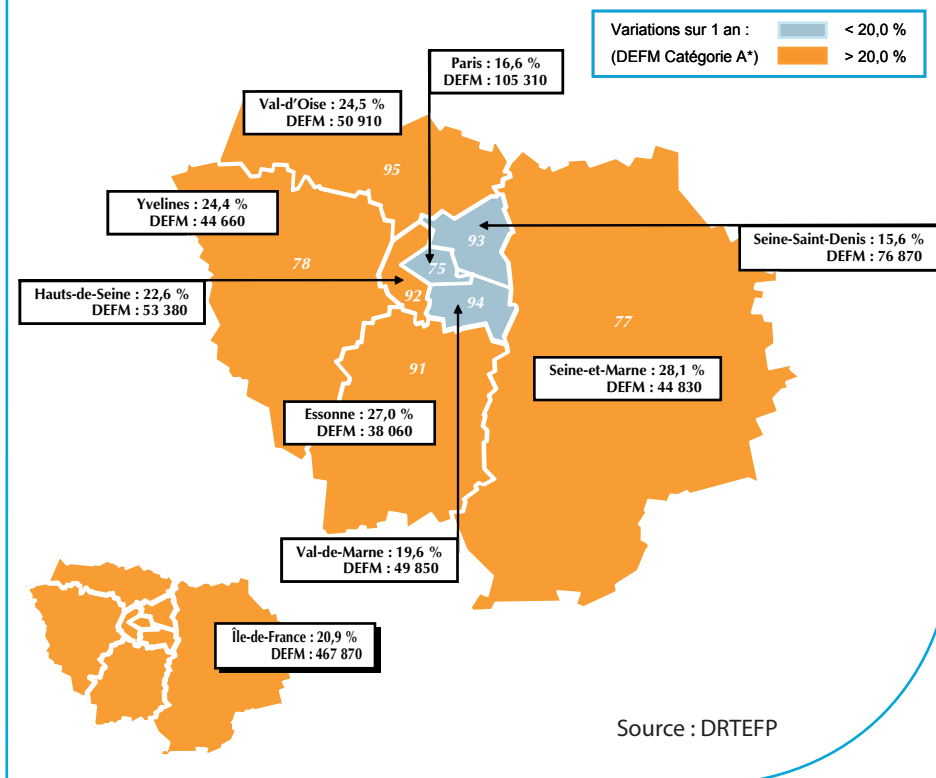 Variations sur 1 an : < 20,0 %
(DEFM Catégorie A*) > 20,0 %
Paris : 16,6 %
DEFM : 105 310
Val-d'Oise : 24,5 %
DEFM : 50 910
95
Yvelines : 24,4 %
DEFM : 44 660
78
93
Seine-Saint-Denis : 15,6 %
DEFM : 76 870
75
Hauts-de-Seine : 22,6 %
DEFM : 53 380
92
94
77
91
Seine-et-Marne : 28,1 %
DEFM : 44 830
Essonne : 27,0 %
DEFM : 38 060
Val-de-Marne : 19,6 %
DEFM : 49 850
Île-de-France : 20,9 %
DEFM : 467 870
Source : DRTEFP